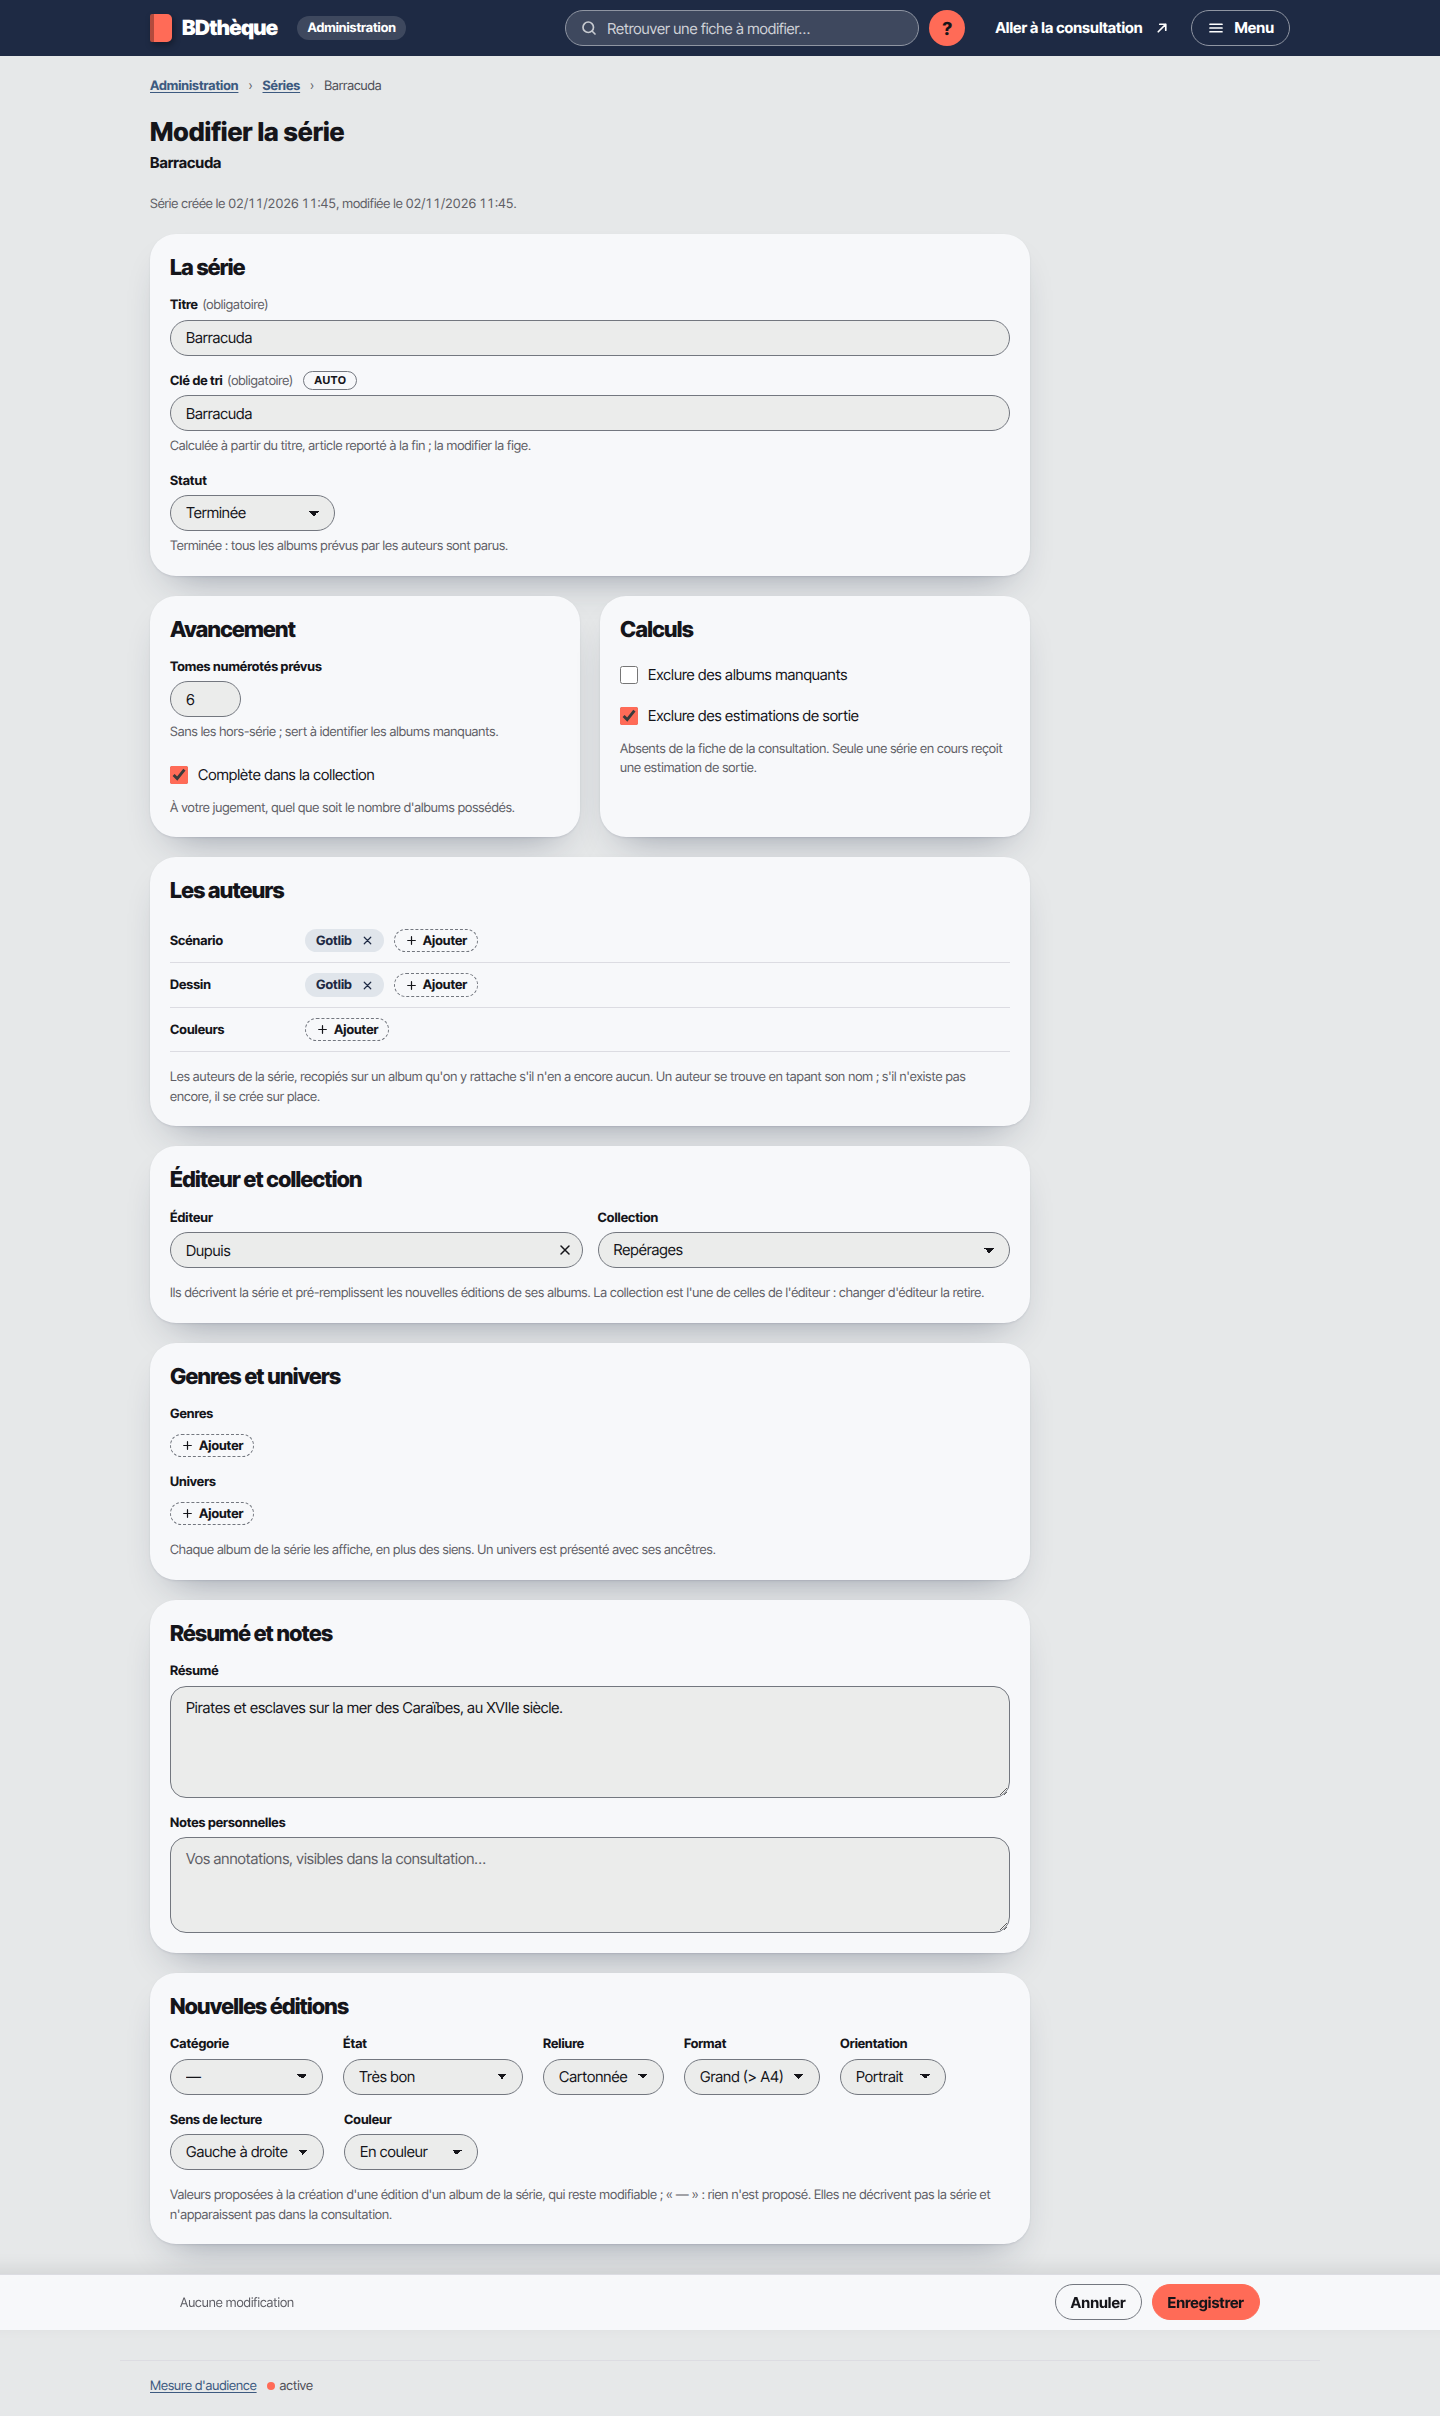 BDthèque
Administration
Retrouver une fiche à modifier...
?
Aller à la consultation
Menu
Administration › Séries › Barracuda
Modifier la série
Barracuda
Série créée le 02/11/2026 11:45, modifiée le 02/11/2026 11:45.
La série
Titre (obligatoire)
Barracuda
Clé de tri (obligatoire) AUTO
Barracuda
Calculée à partir du titre, article reporté à la fin ; la modifier la fige.
Statut
Terminée
Terminée : tous les albums prévus par les auteurs sont parus.
Avancement
Tomes numérotés prévus
6
Sans les hors-série ; sert à identifier les albums manquants.
Complète dans la collection
À votre jugement, quel que soit le nombre d'albums possédés.
Calculs
Exclure des albums manquants
Exclure des estimations de sortie
Absents de la fiche de la consultation. Seule une série en cours reçoit
une estimation de sortie.
Les auteurs
Scénario Gotlib × + Ajouter
Dessin Gotlib × + Ajouter
Couleurs + Ajouter
Les auteurs de la série, recopiés sur un album qu'on y rattache s'il n'en a encore aucun. Un auteur se trouve en tapant son nom ; s'il n'existe pas
encore, il se crée sur place.
Éditeur et collection
Éditeur
Dupuis
Collection
Repérages
Ils décrivent la série et pré-remplissent les nouvelles éditions de ses albums. La collection est l'une de celles de l'éditeur : changer d'éditeur la retire.
Genres et univers
Genres
+ Ajouter
Univers
+ Ajouter
Chaque album de la série les affiche, en plus des siens. Un univers est présenté avec ses ancêtres.
Résumé et notes
Résumé
Pirates et esclaves sur la mer des Caraïbes, au XVIIe siècle.
Notes personnelles
Vos annotations, visibles dans la consultation...
Nouvelles éditions
Catégorie État Reliure Format Orientation
— Très bon Cartonnée Grand (> A4) Portrait
Sens de lecture Couleur
Gauche à droite En couleur
Valeurs proposées à la création d'une édition d'un album de la série, qui reste modifiable ; « — » : rien n'est proposé. Elles ne décrivent pas la série et
n'apparaissent pas dans la consultation.
Aucune modification
Annuler
Enregistrer
Mesure d'audience active